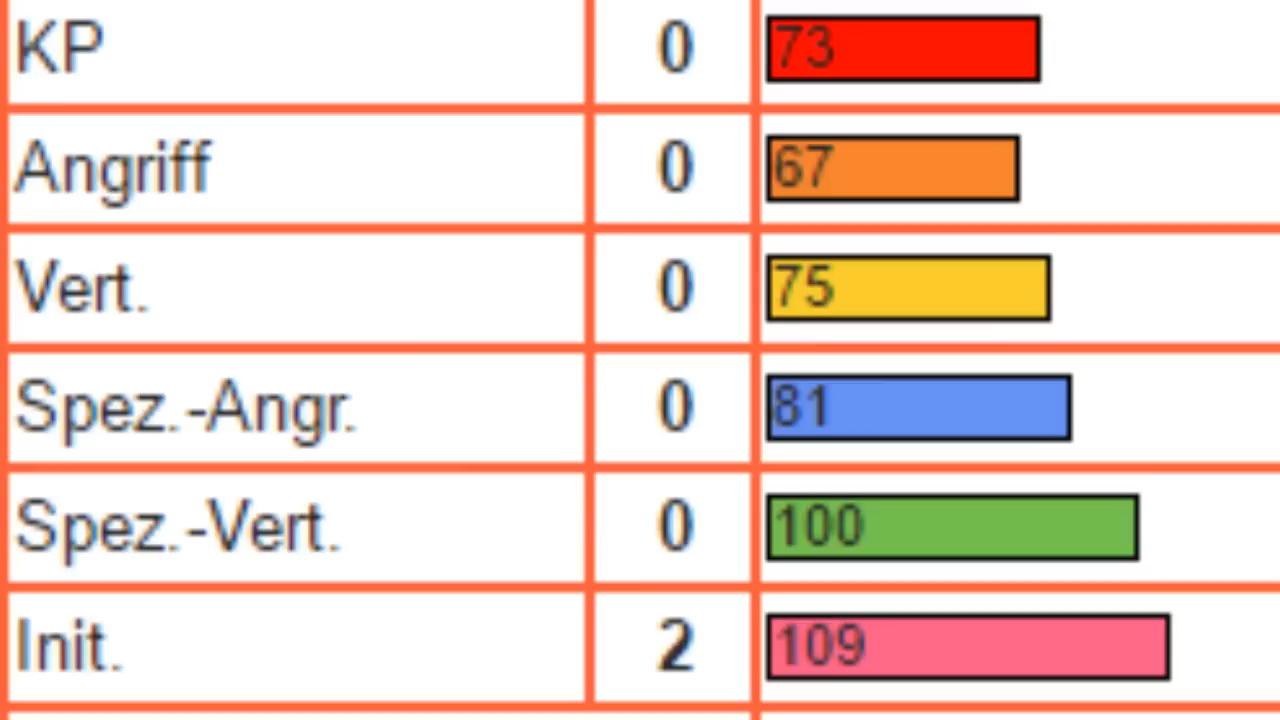 KP 0 73
Angriff 0 67
Vert. 0 75
Spez.-Angr. 0 81
Spez.-Vert. 0 100
Init. 2 109